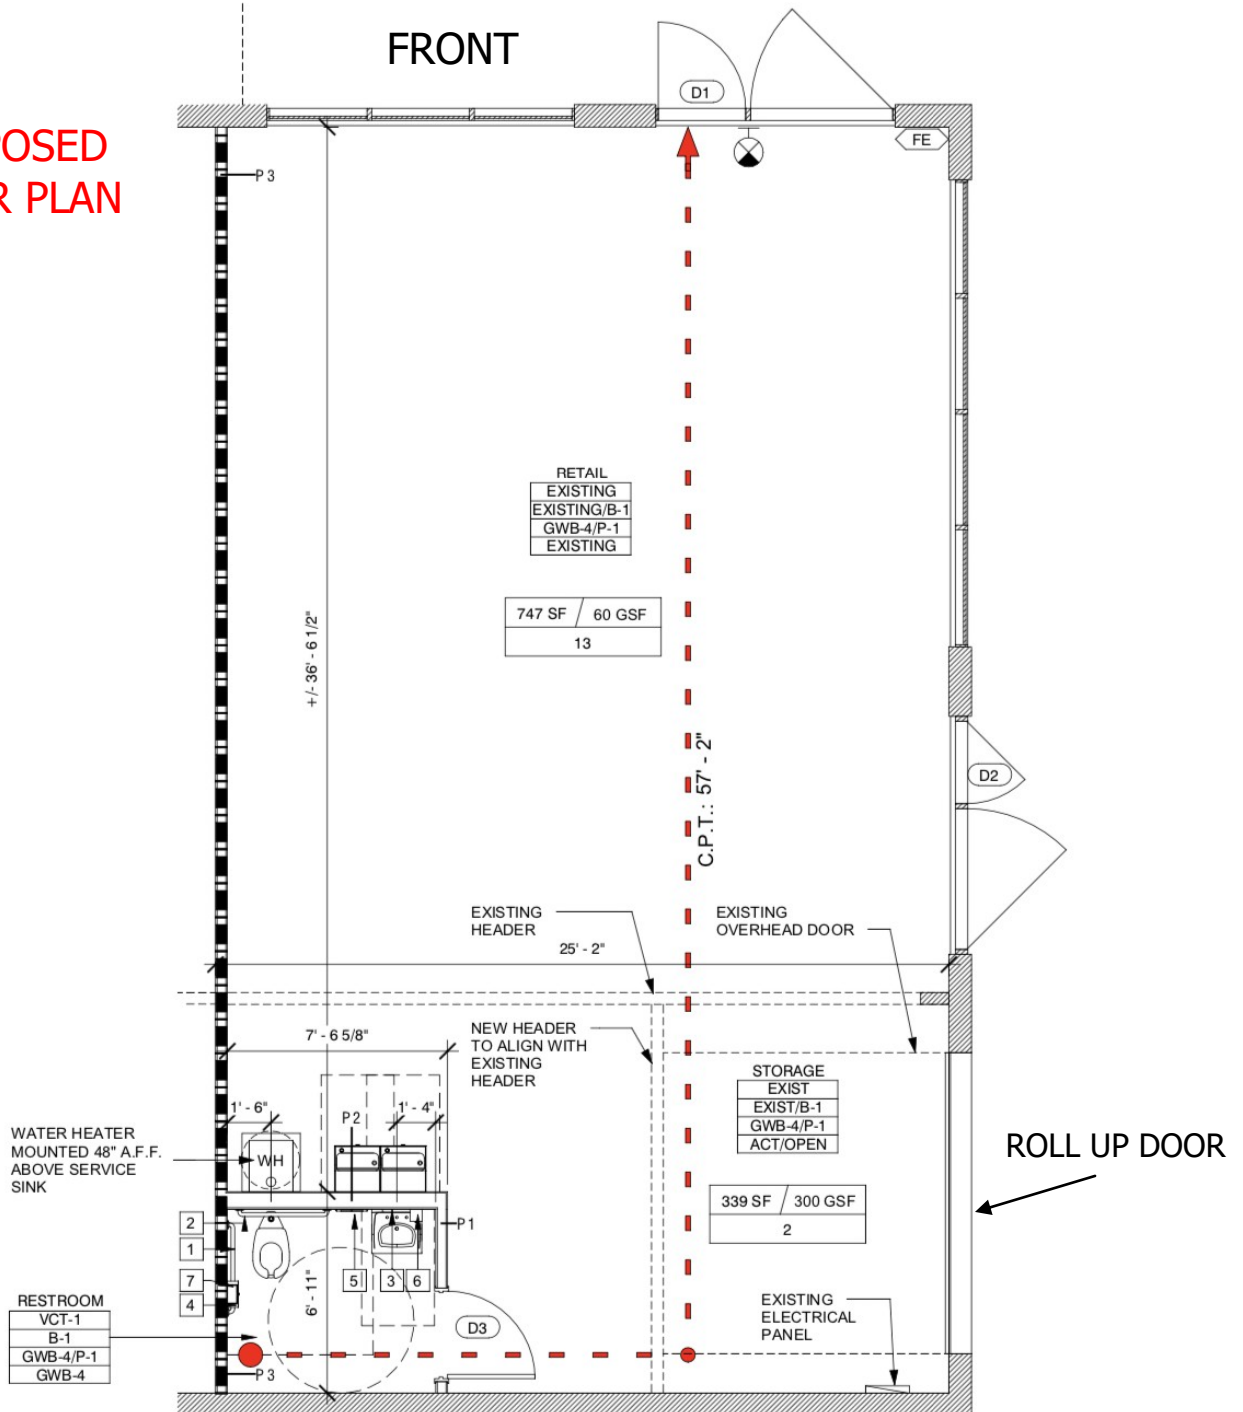 FRONT
D1
FE
OSED
R PLAN
P 3
RETAIL
EXISTING
EXISTING/B-1
GWB-4/P-1
EXISTING
747 SF / 60 GSF
13
+/- 36' - 6 1/2"
C.P.T.: 57' - 2"
D2
EXISTING
HEADER
EXISTING
OVERHEAD DOOR
25' - 2"
7' - 6 5/8"
NEW HEADER
TO ALIGN WITH
EXISTING
HEADER
STORAGE
EXIST
EXIST/B-1
GWB-4/P-1
ACT/OPEN
1' - 6"
P 2
1' - 4"
WATER HEATER
MOUNTED 48" A.F.F.
ABOVE SERVICE
SINK
WH
ROLL UP DOOR
339 SF / 300 GSF
2
2
1
7
4
P1
5
3
6
6' - 11"
RESTROOM
VCT-1
B-1
GWB-4/P-1
GWB-4
D3
EXISTING
ELECTRICAL
PANEL
P 3